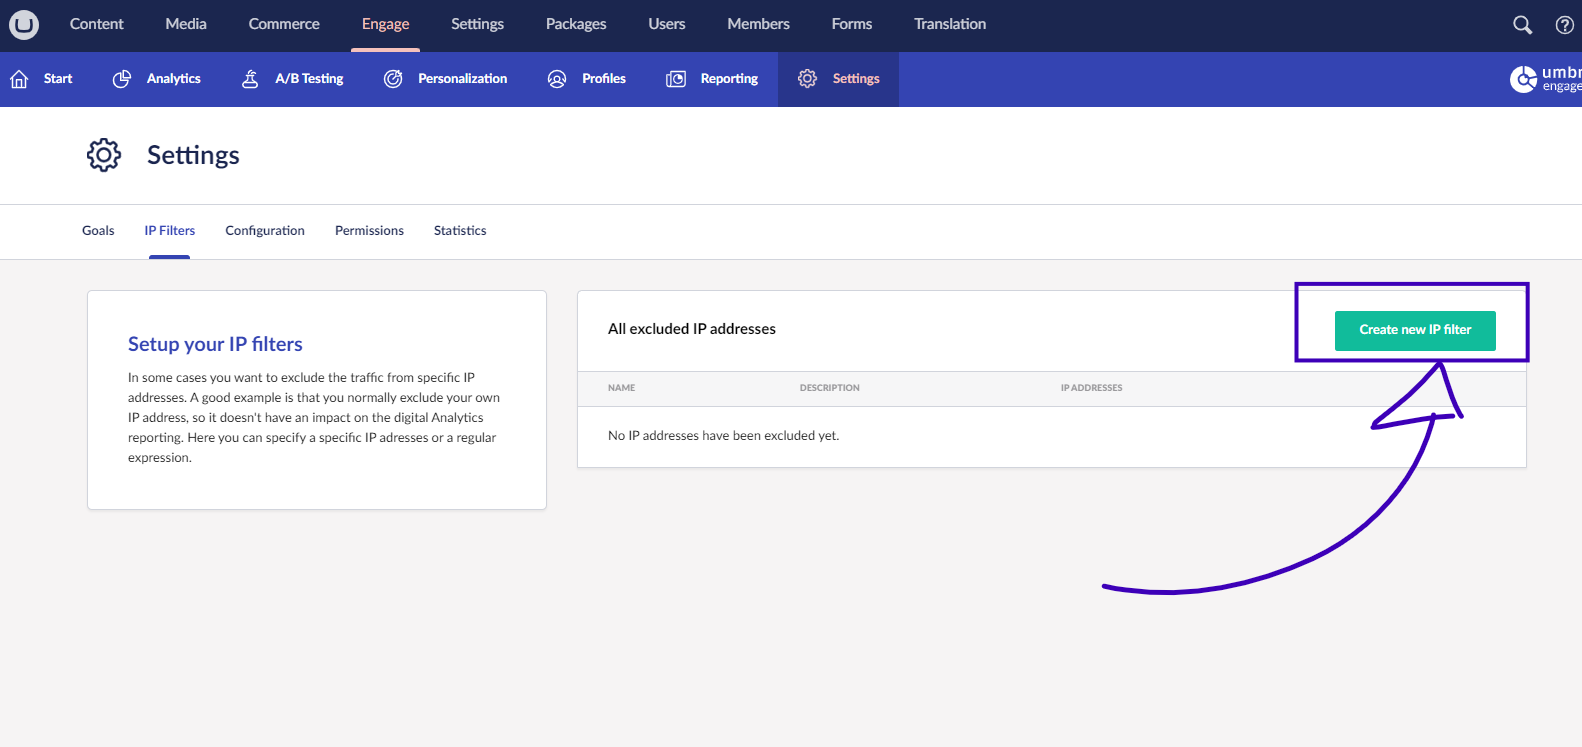 Content Media Commerce Engage Settings Packages Users Members Forms Translation
Start Analytics A/B Testing Personalization Profiles Reporting Settings
umbr
engage
Settings
Goals IP Filters Configuration Permissions Statistics
Setup your IP filters
In some cases you want to exclude the traffic from specific IP
addresses. A good example is that you normally exclude your own
IP address, so it doesn't have an impact on the digital Analytics
reporting. Here you can specify a specific IP adresses or a regular
expression.
All excluded IP addresses
Create new IP filter
NAME DESCRIPTION IP ADDRESSES
No IP addresses have been excluded yet.